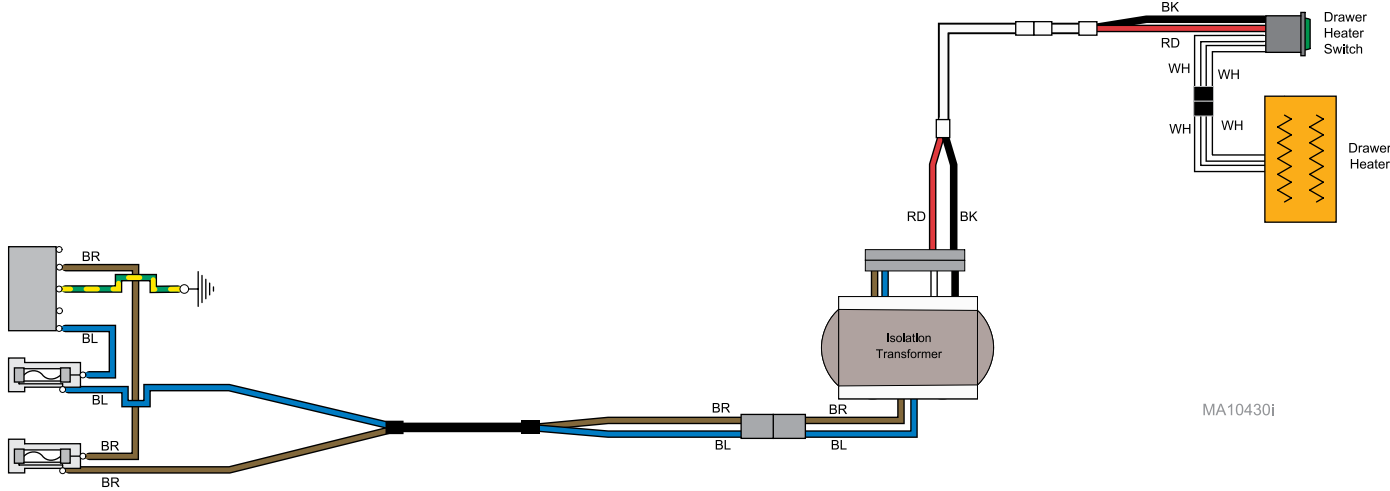 BK
Drawer
Heater
Switch
RD
WH
WH
WH
WH
Drawer
Heater
RD
BK
BR
BL
BL
BR
BR
Isolation
Transformer
BR
BR
BL
BL
MA10430i